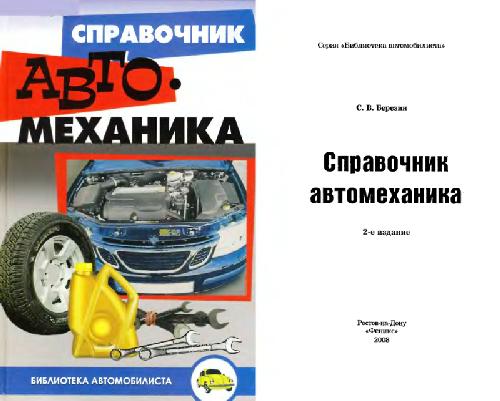 СПРАВОЧНИК
АВТО·
МЕХАНИКА
БИБЛИОТЕКА АВТОМОБИЛИСТА
Серия «Библиотека автомобилиста»
С. В. Березин
Справочник
автомеханика
2-е издание
Ростов-на-Дону
«Феникс»
2008